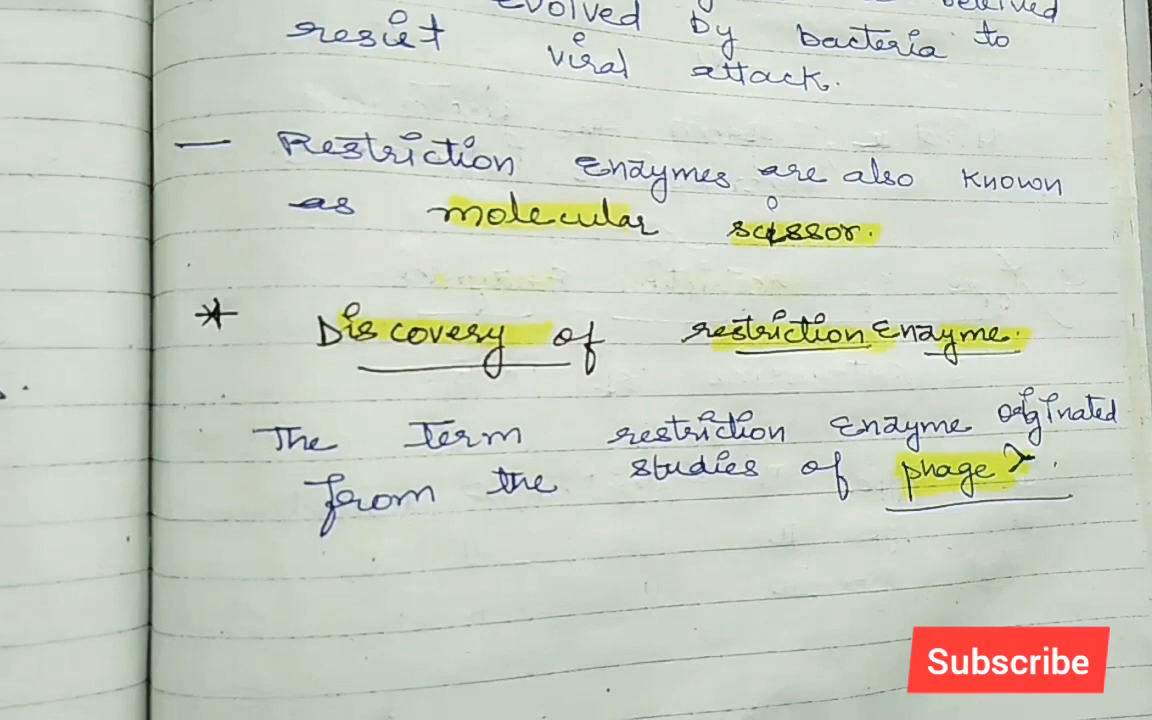 evolved by believed
resist bacteria to
viral attack.
— Restriction Enzymes are also known
as molecular scissor.
* Discovery of restriction Enzyme.
The Term restriction Enzyme originated
from the studies of phage λ.
Subscribe